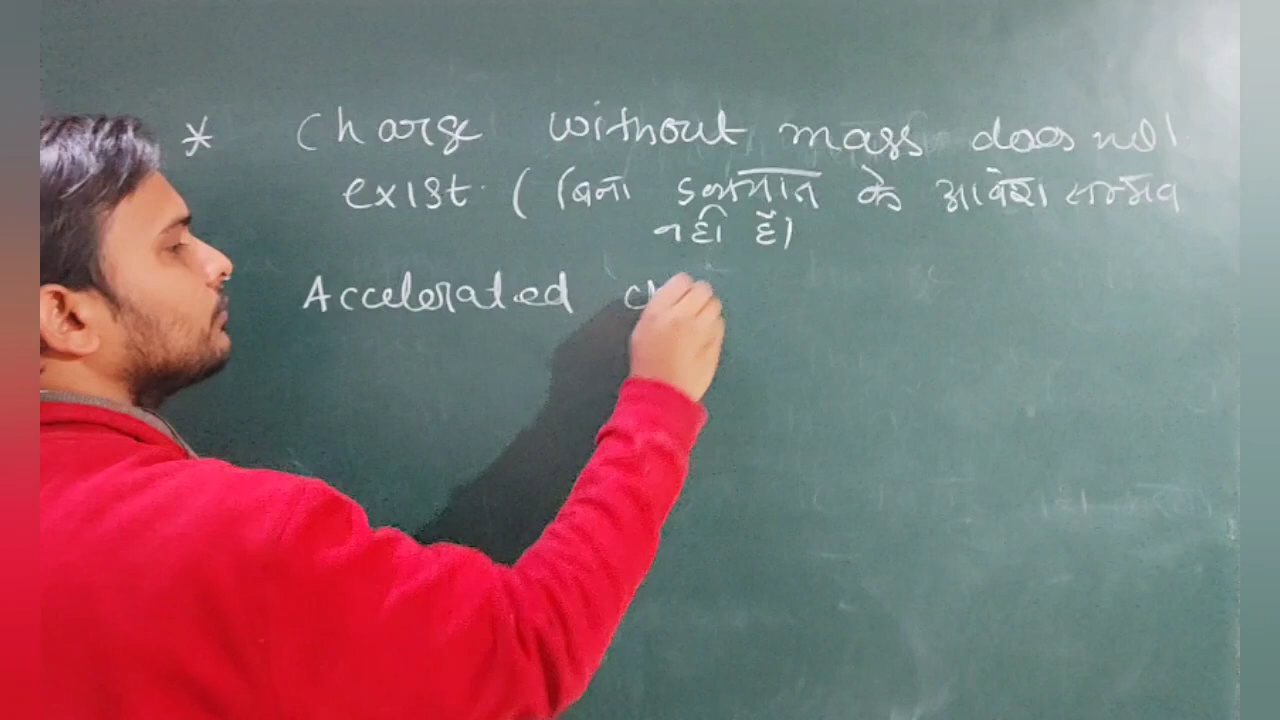 * Charge without mass does not
exist. ( बिना द्रव्यमान के आवेश सम्भव
नहीं है।
Accelerated ch